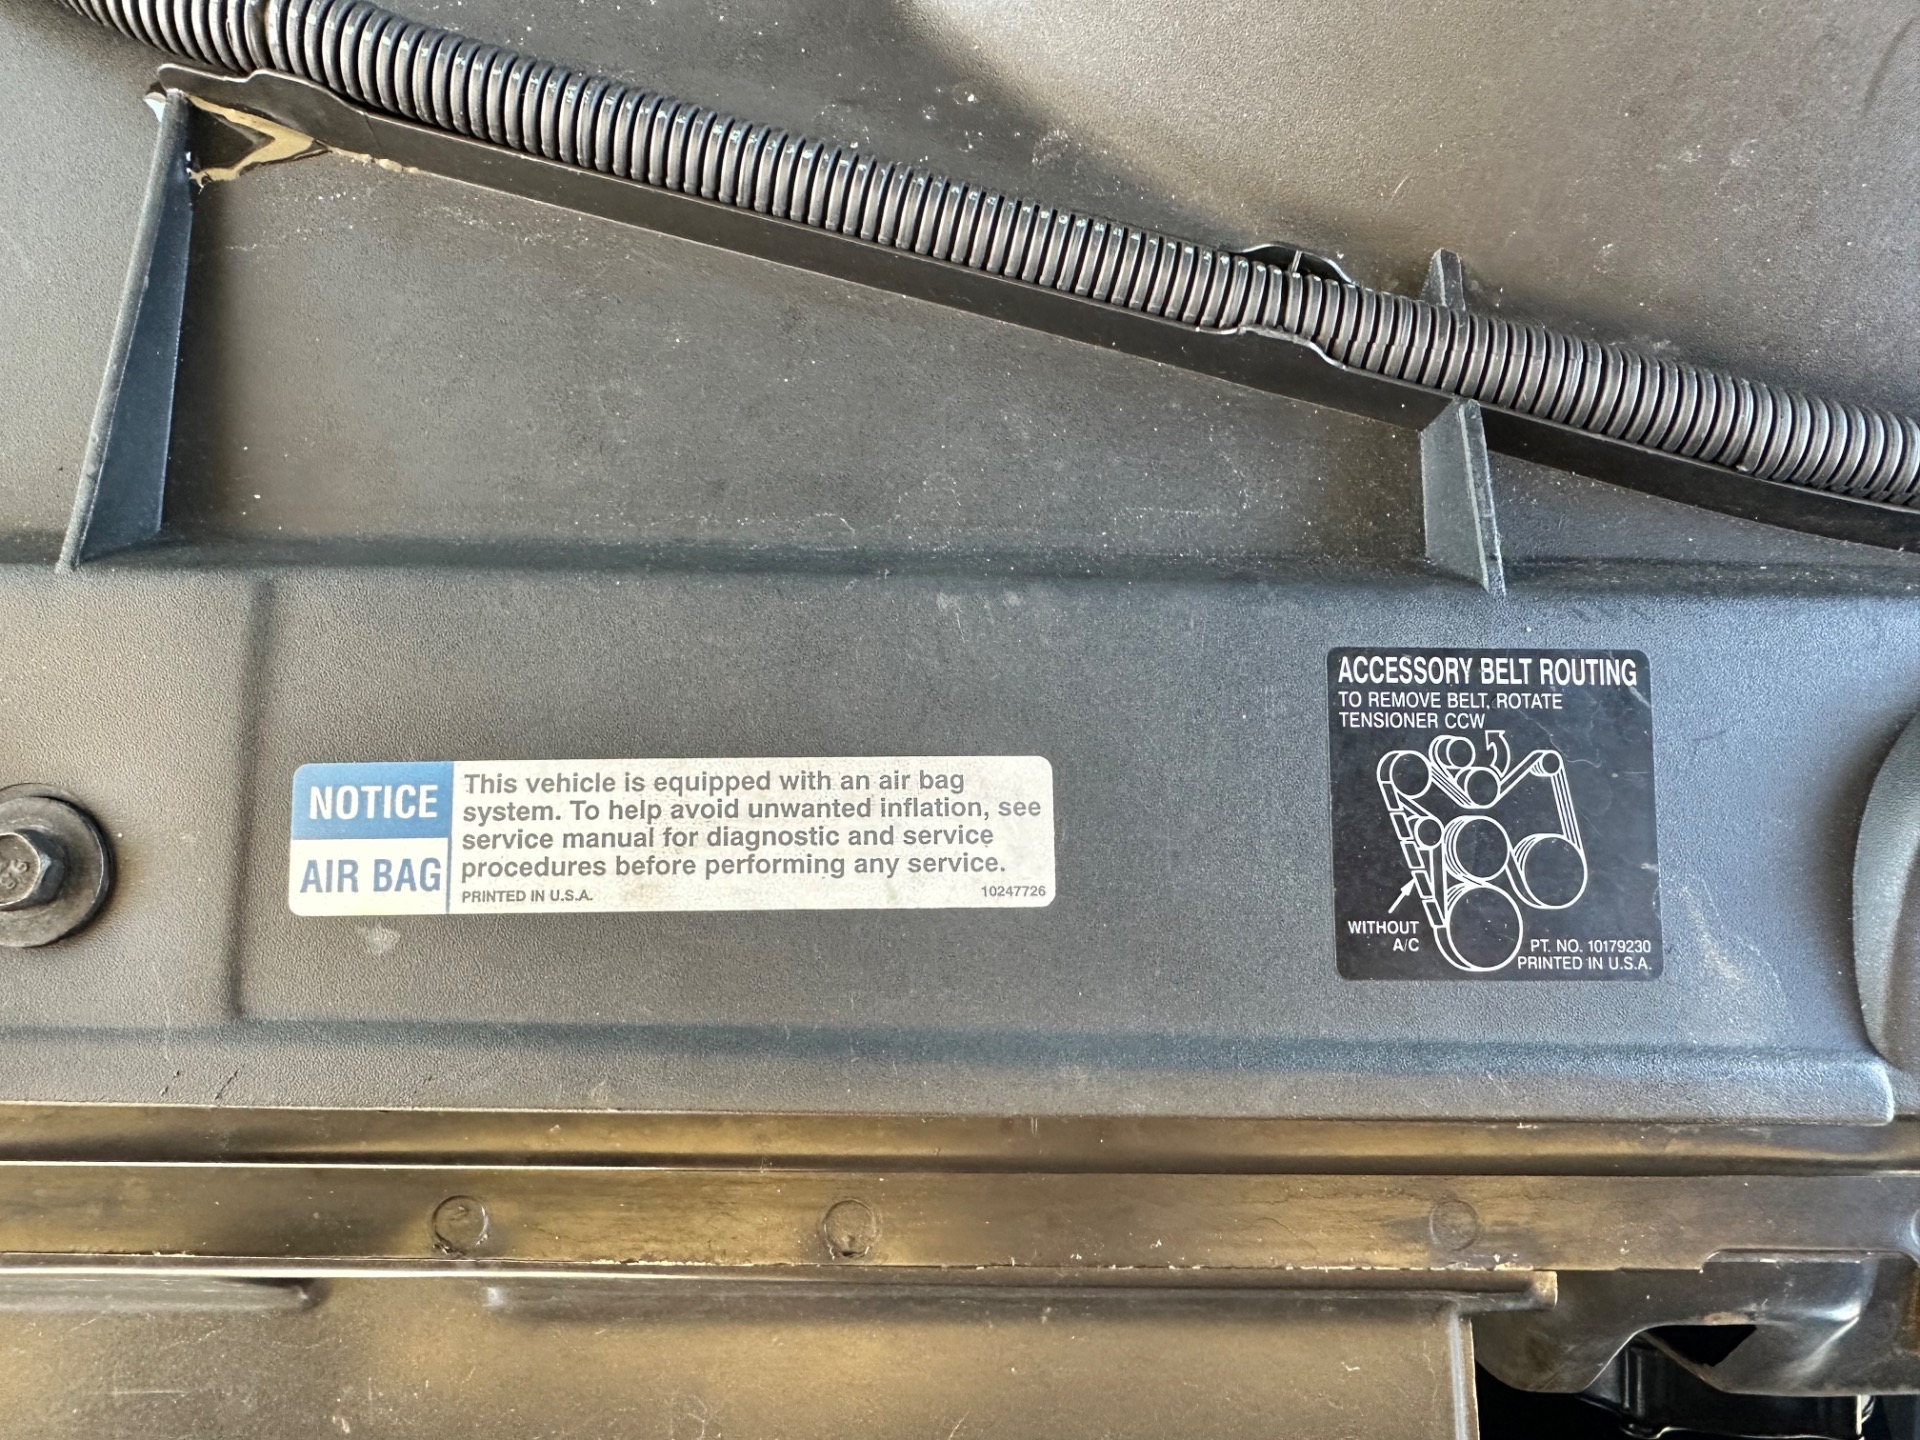 NOTICE
AIR BAG
This vehicle is equipped with an air bag
system. To help avoid unwanted inflation, see
service manual for diagnostic and service
procedures before performing any service.
PRINTED IN U.S.A.
10247726
ACCESSORY BELT ROUTING
TO REMOVE BELT, ROTATE
TENSIONER CCW
WITHOUT
A/C
PT. NO. 10179230
PRINTED IN U.S.A.